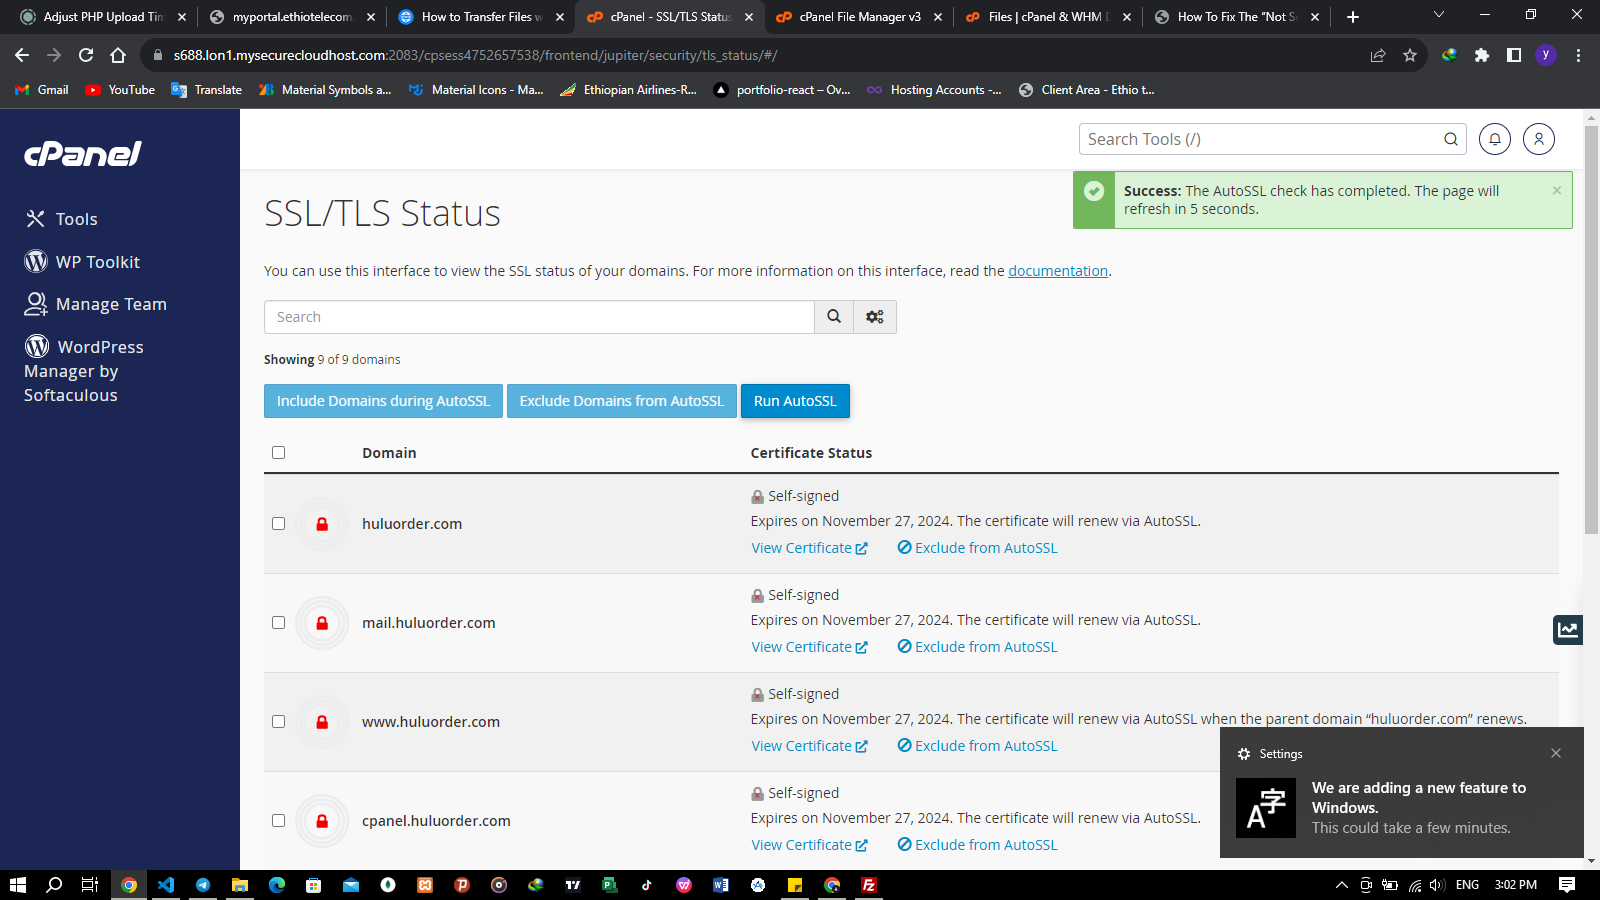 Adjust PHP Upload Tim
myportal.ethiotelecom.
How to Transfer Files w
cPanel - SSL/TLS Status
cPanel File Manager v3
Files | cPanel & WHM D
How To Fix The “Not Se
s688.lon1.mysecurecloudhost.com:2083/cpsess4752657538/frontend/jupiter/security/tls_status/#/
y
Gmail
YouTube
Translate
Material Symbols a...
Material Icons - Ma...
Ethiopian Airlines-R...
portfolio-react – Ov...
Hosting Accounts -...
Client Area - Ethio t...
cPanel
Search Tools (/)
Tools
WP Toolkit
Manage Team
WordPress
Manager by
Softaculous
SSL/TLS Status
Success: The AutoSSL check has completed. The page will
refresh in 5 seconds.
You can use this interface to view the SSL status of your domains. For more information on this interface, read the documentation.
Search
Showing 9 of 9 domains
Include Domains during AutoSSL
Exclude Domains from AutoSSL
Run AutoSSL
Domain
Certificate Status
huluorder.com
Self-signed
Expires on November 27, 2024. The certificate will renew via AutoSSL.
View Certificate
Exclude from AutoSSL
mail.huluorder.com
Self-signed
Expires on November 27, 2024. The certificate will renew via AutoSSL.
View Certificate
Exclude from AutoSSL
www.huluorder.com
Self-signed
Expires on November 27, 2024. The certificate will renew via AutoSSL when the parent domain “huluorder.com” renews.
View Certificate
Exclude from AutoSSL
cpanel.huluorder.com
Self-signed
Expires on November 27, 2024. The certificate will renew via AutoSSL.
View Certificate
Exclude from AutoSSL
Settings
A字
We are adding a new feature to
Windows.
This could take a few minutes.
ENG
3:02 PM